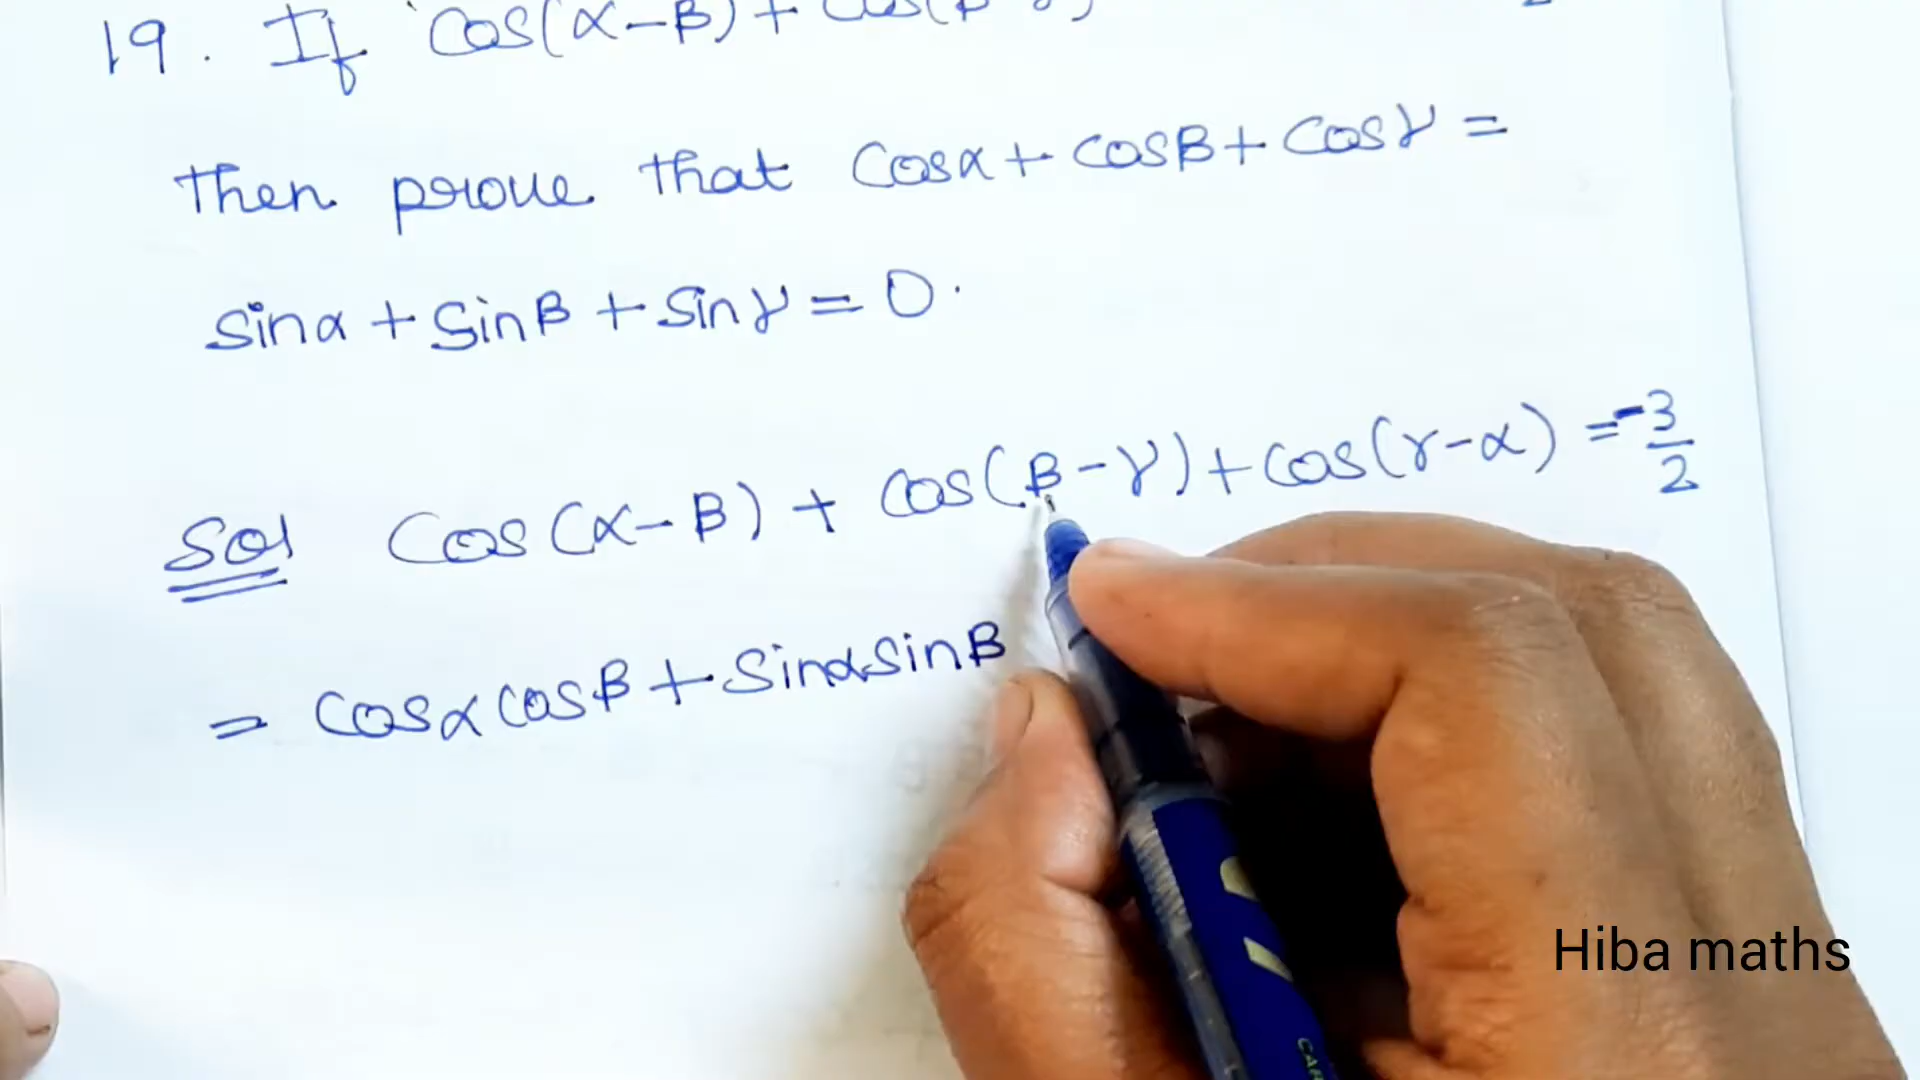 19. If cos(α-β)+ cos(β
Then prove that cosα+cosβ+cosγ=
sinα+sinβ+sinγ=0.
Sol cos(α-β)+cos(β-γ)+cos(γ-α)=-3/2
= cosα cosβ+sinαsinβ
Hiba maths